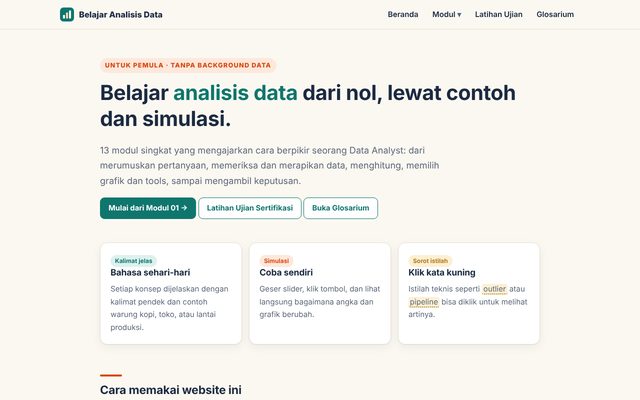 Belajar Analisis Data
Beranda Modul ▾ Latihan Ujian Glosarium
UNTUK PEMULA · TANPA BACKGROUND DATA
Belajar analisis data dari nol, lewat contoh
dan simulasi.
13 modul singkat yang mengajarkan cara berpikir seorang Data Analyst: dari
merumuskan pertanyaan, memeriksa dan merapikan data, menghitung, memilih
grafik dan tools, sampai mengambil keputusan.
Mulai dari Modul 01 → Latihan Ujian Sertifikasi Buka Glosarium
Kalimat jelas
Bahasa sehari-hari
Setiap konsep dijelaskan dengan
kalimat pendek dan contoh
warung kopi, toko, atau lantai
produksi.
Simulasi
Coba sendiri
Geser slider, klik tombol, dan lihat
langsung bagaimana angka dan
grafik berubah.
Sorot istilah
Klik kata kuning
Istilah teknis seperti outlier atau
pipeline bisa diklik untuk melihat
artinya.
Cara memakai website ini